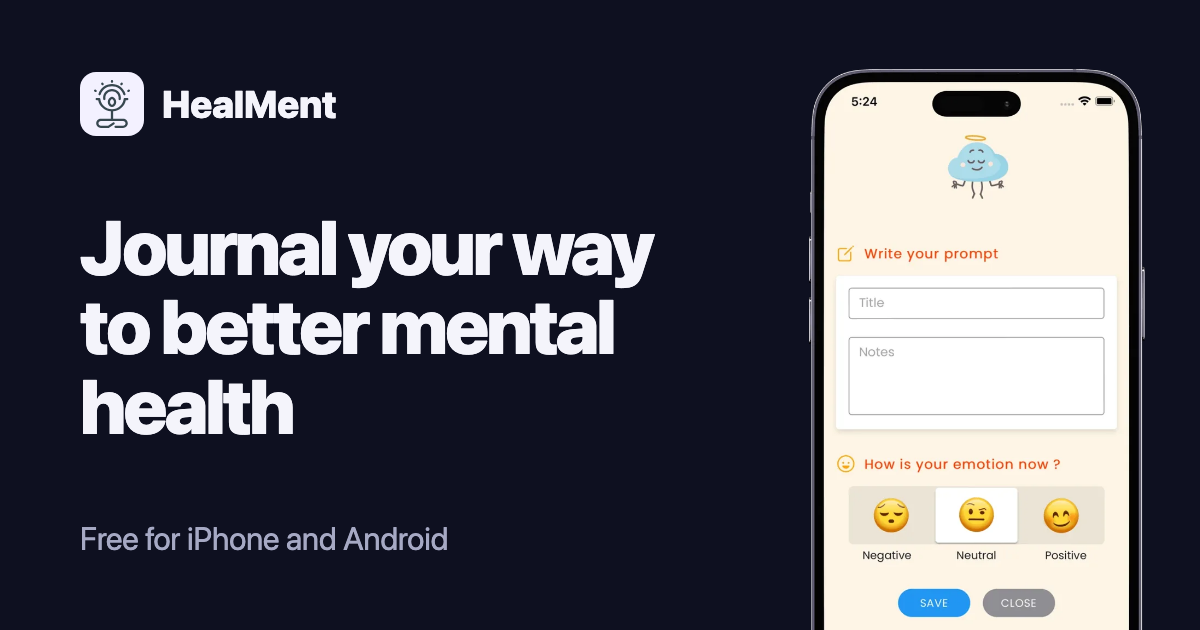 HealMent
Journal your way
to better mental
health
Free for iPhone and Android
5:24
Write your prompt
Title
Notes
How is your emotion now ?
Negative
Neutral
Positive
SAVE
CLOSE